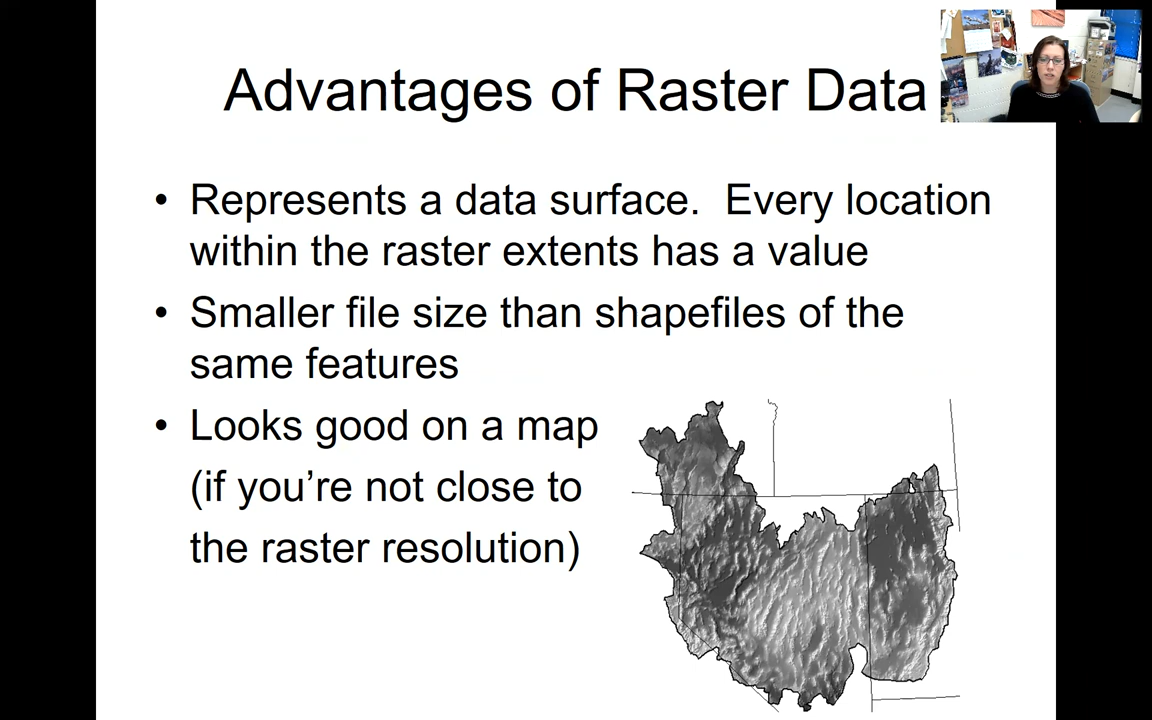 Advantages of Raster Data
• Represents a data surface.  Every location
within the raster extents has a value
• Smaller file size than shapefiles of the
same features
• Looks good on a map
(if you’re not close to
the raster resolution)